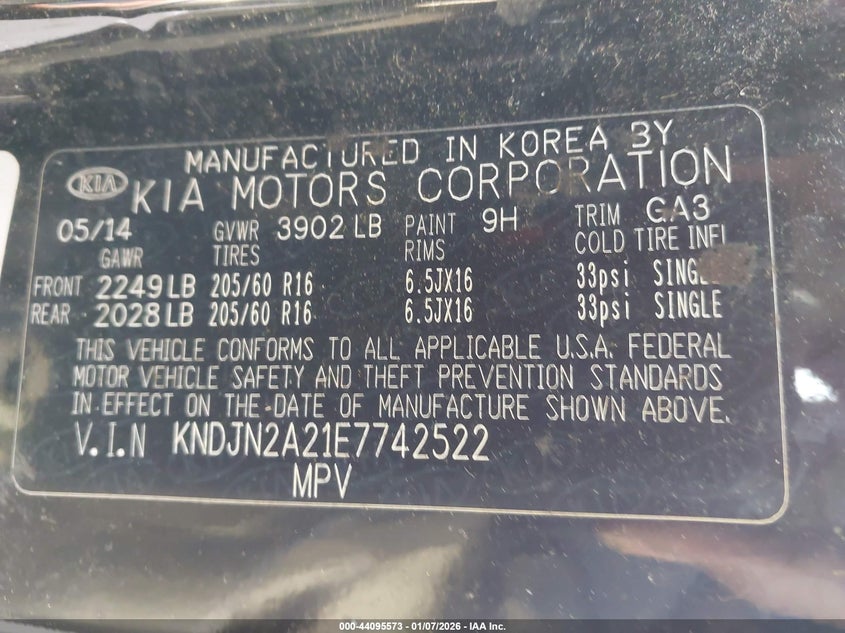 MANUFACTURED IN KOREA BY
KIA KIA MOTORS CORPORATION
05/14 GVWR 3902 LB PAINT 9H TRIM CA3
GAWR TIRES RIMS COLD TIRE INFL
FRONT 2249 LB 205/60 R16 6.5JX16 33psi SINGLE
REAR 2028 LB 205/60 R16 6.5JX16 33psi SINGLE
THIS VEHICLE CONFORMS TO ALL APPLICABLE U.S.A. FEDERAL
MOTOR VEHICLE SAFETY AND THEFT PREVENTION STANDARDS
IN EFFECT ON THE DATE OF MANUFACTURE SHOWN ABOVE.
V.I.N KNDJN2A21E7742522
MPV
000-44095573 - 01/07/2026 - IAA Inc.